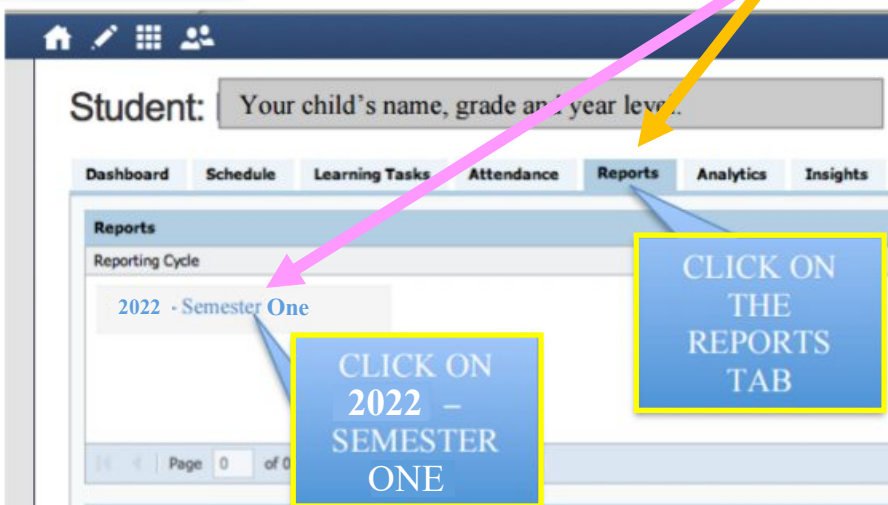 Student: Your child's name, grade and year level.
Dashboard Schedule Learning Tasks Attendance Reports Analytics Insights
Reports
Reporting Cycle
2022 - Semester One
CLICK ON
THE
REPORTS
TAB
CLICK ON
2022 –
SEMESTER
ONE
Page 0 of 0